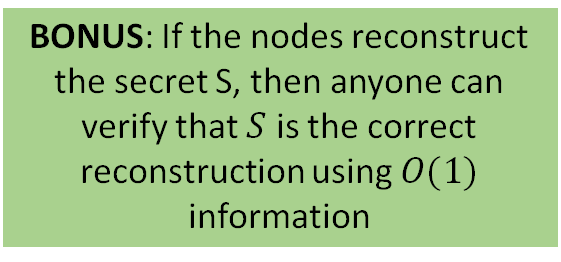 BONUS: If the nodes reconstruct
the secret S, then anyone can
verify that S is the correct
reconstruction using O(1)
information